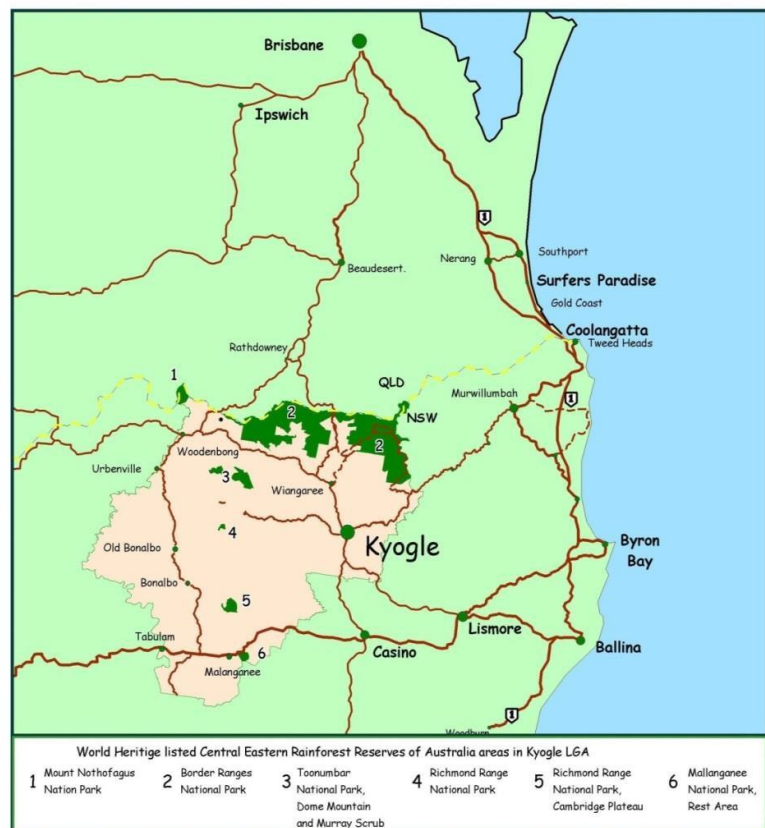 Brisbane
Ipswich
1
Southport
Nerang
Beaudesert.
Surfers Paradise
Gold Coast
Coolangatta
Tweed Heads
Rathdowney
1
QLD
Murwillumbah
1
2
NSW
2
Woodenbong
Urbenville
3
Wiangaree
4
Kyogle
Old Bonalbo
Byron
Bay
Bonalbo
5
Lismore
Tabulam
Casino
Ballina
6
Malanganee
1
Woodburn
World Heritige listed Central Eastern Rainforest Reserves of Australia areas in Kyogle LGA
1 Mount Nothofagus
Nation Park
2 Border Ranges
National Park
3 Toonumbar
National Park,
Dome Mountain
and Murray Scrub
4 Richmond Range
National Park
5 Richmond Range
National Park,
Cambridge Plateau
6 Mallanganee
National Park,
Rest Area